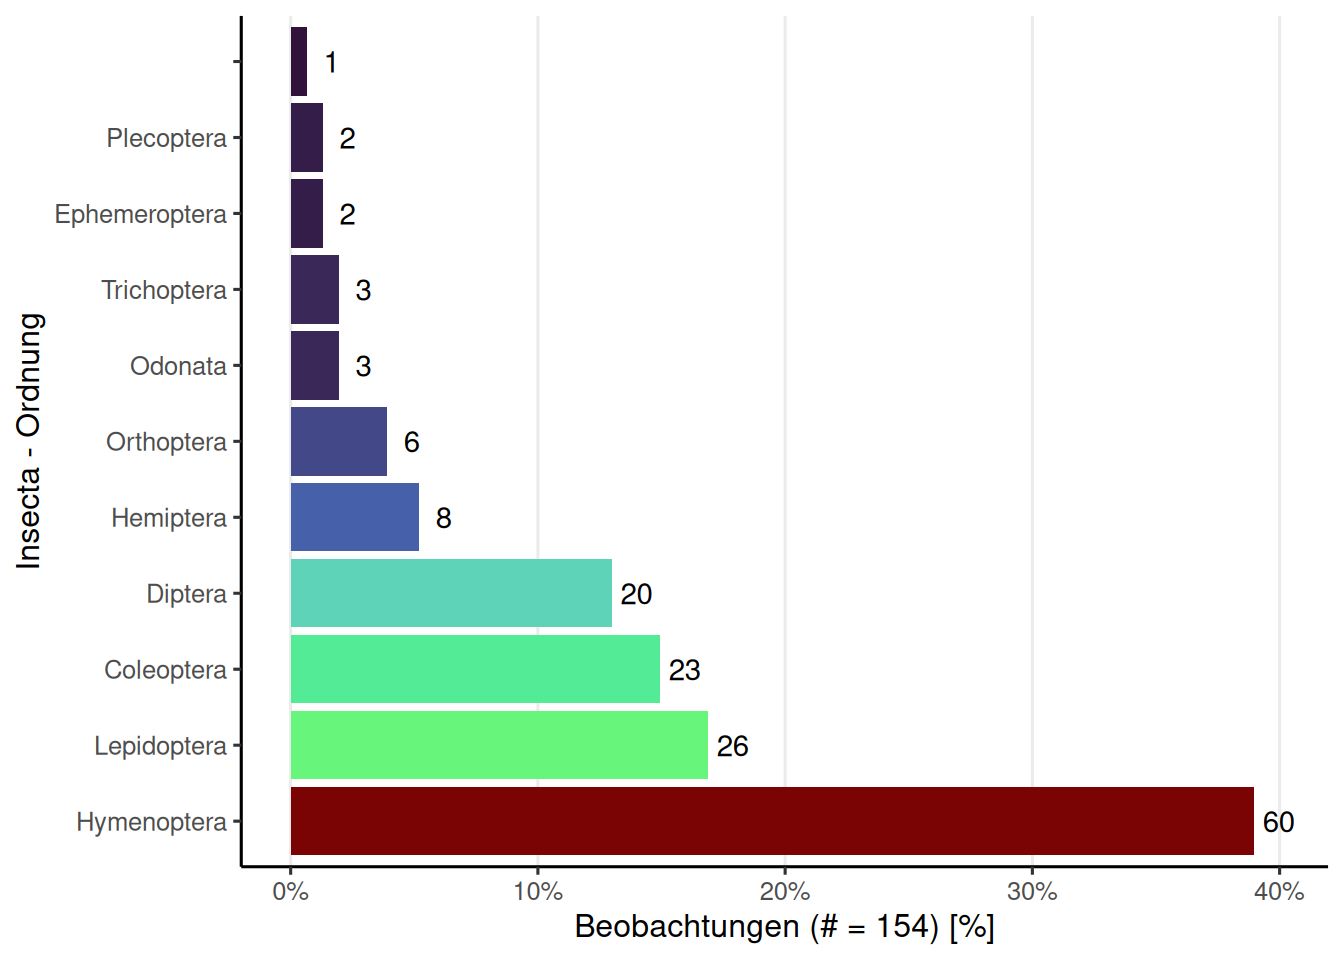 1
Plecoptera 2
Ephemeroptera 2
Trichoptera 3
Odonata 3
Orthoptera 6
Hemiptera 8
Diptera 20
Coleoptera 23
Lepidoptera 26
Hymenoptera 60
Insecta - Ordnung
0% 10% 20% 30% 40%
Beobachtungen (# = 154) [%]